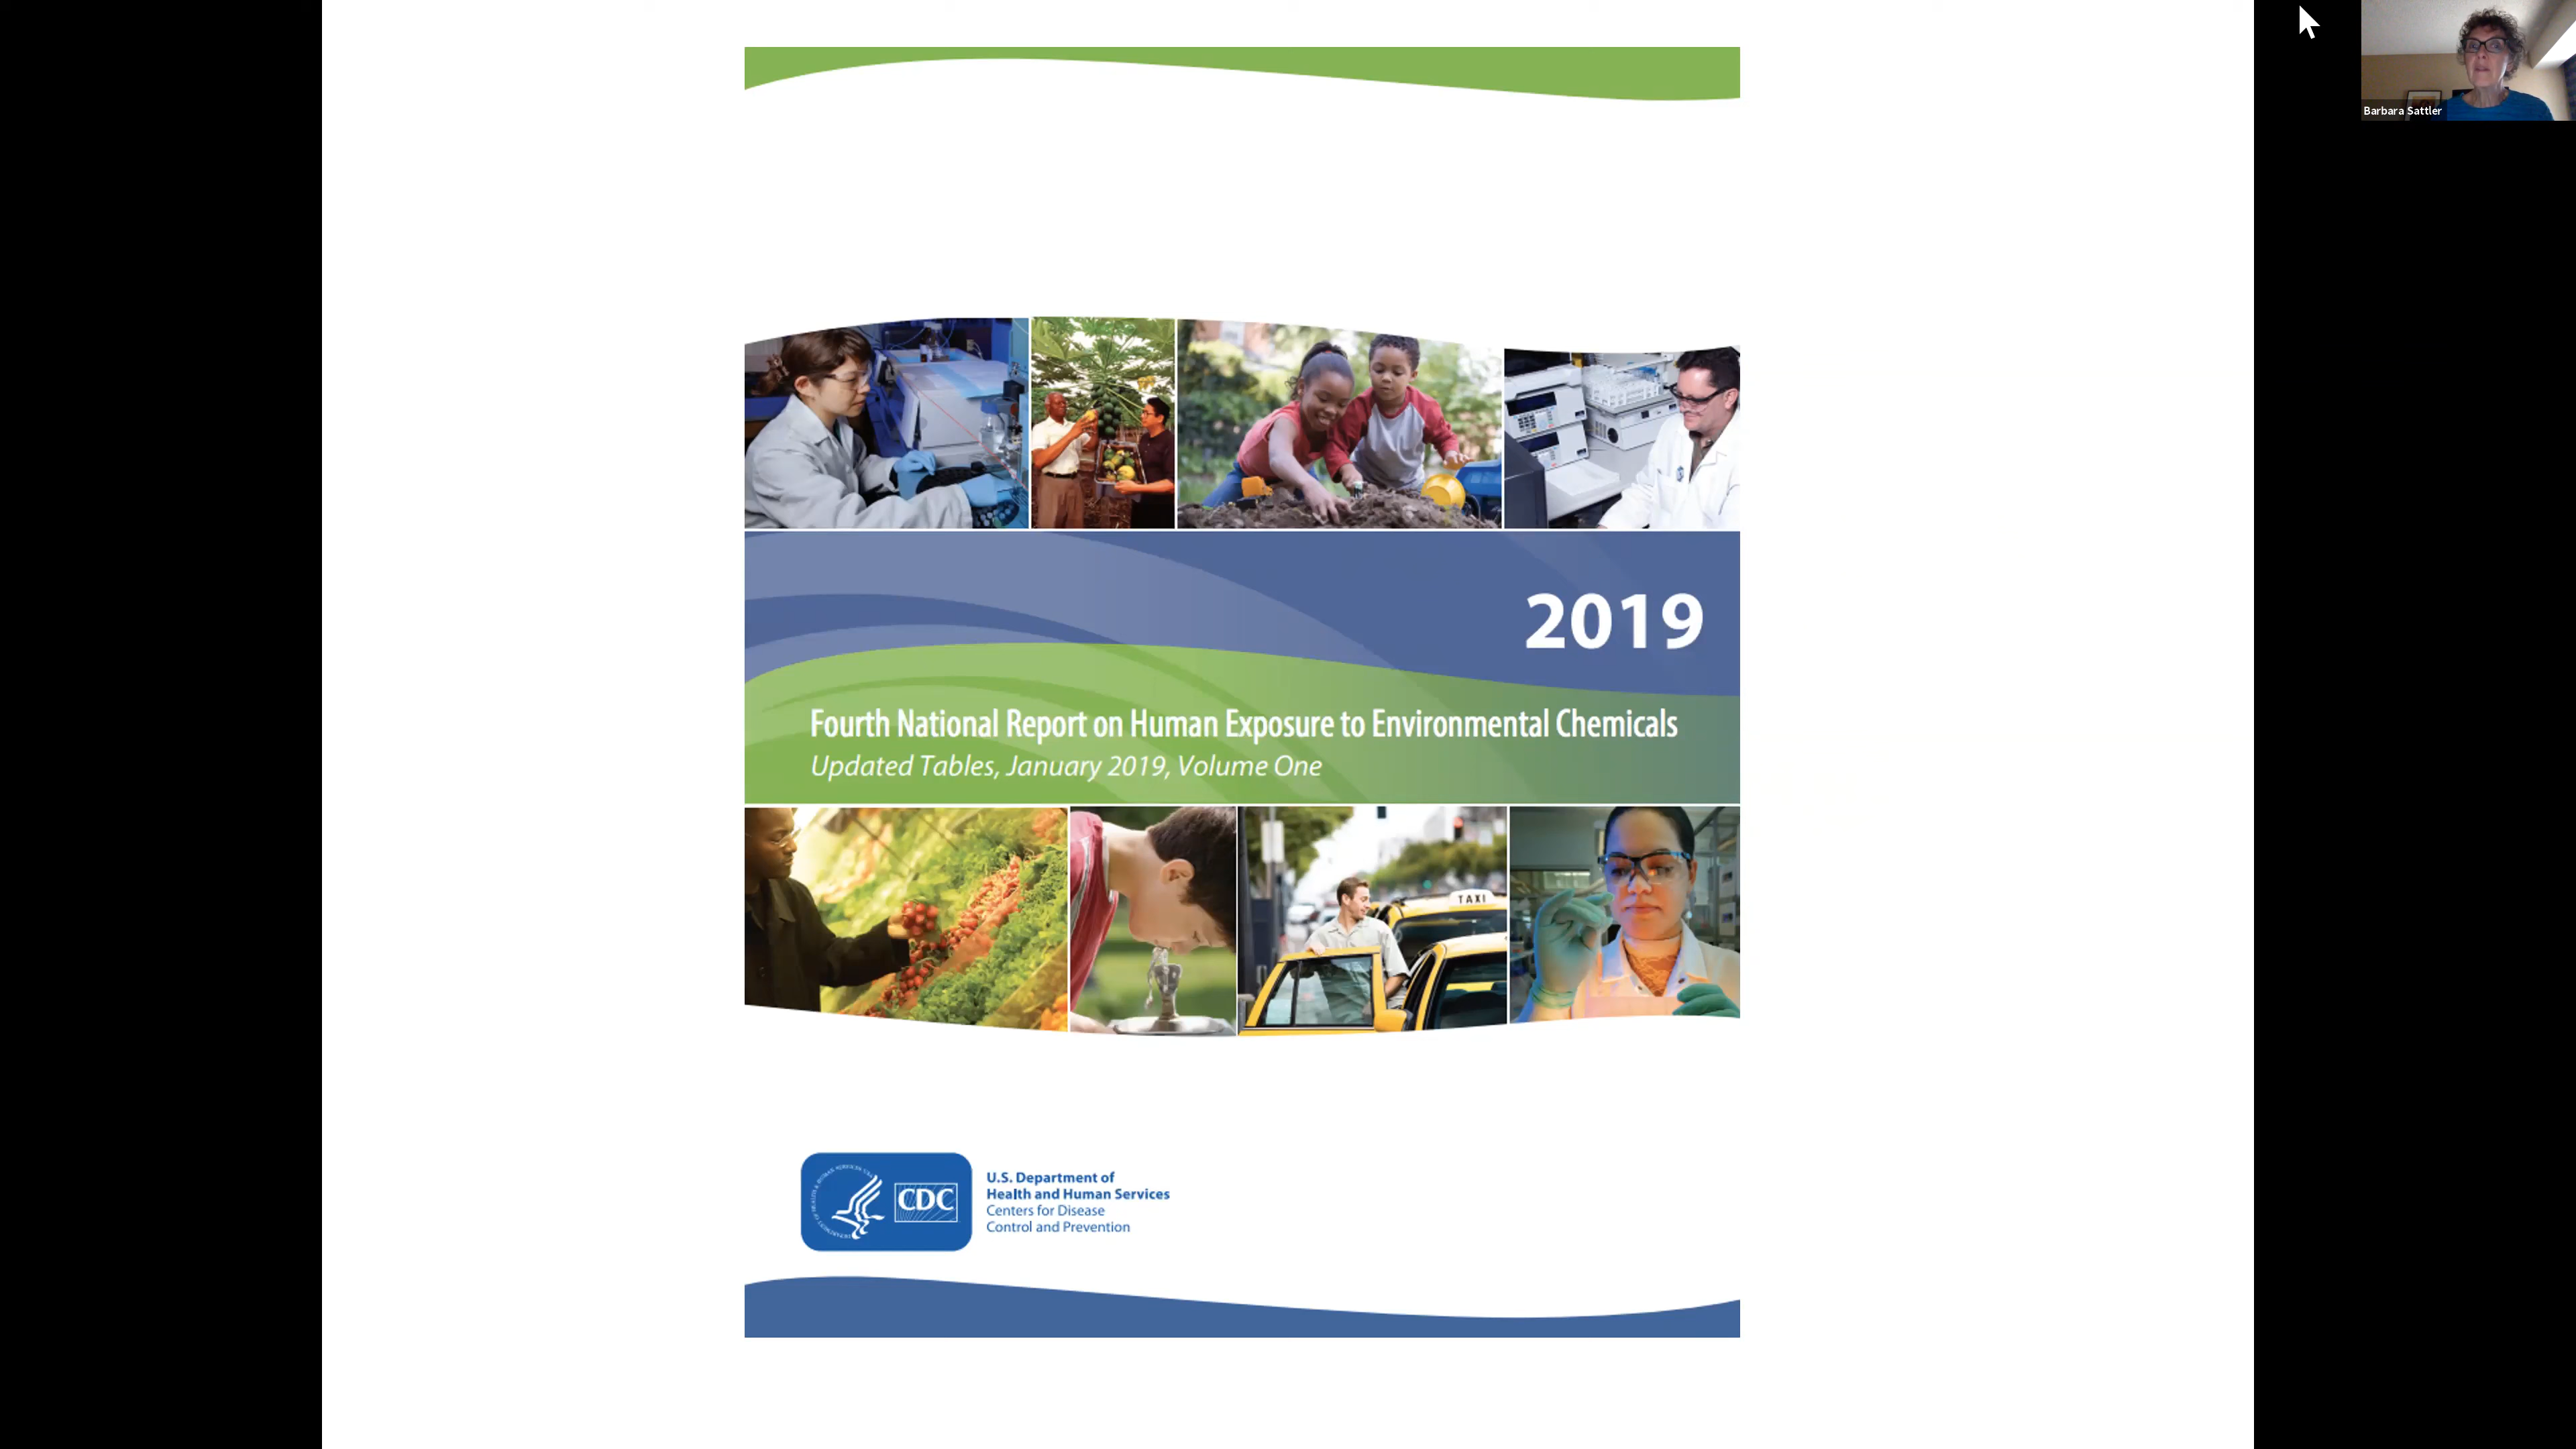 Barbara Sattler
2019
Fourth National Report on Human Exposure to Environmental Chemicals
Updated Tables, January 2019, Volume One
TAXI
CDC
U.S. Department of
Health and Human Services
Centers for Disease
Control and Prevention